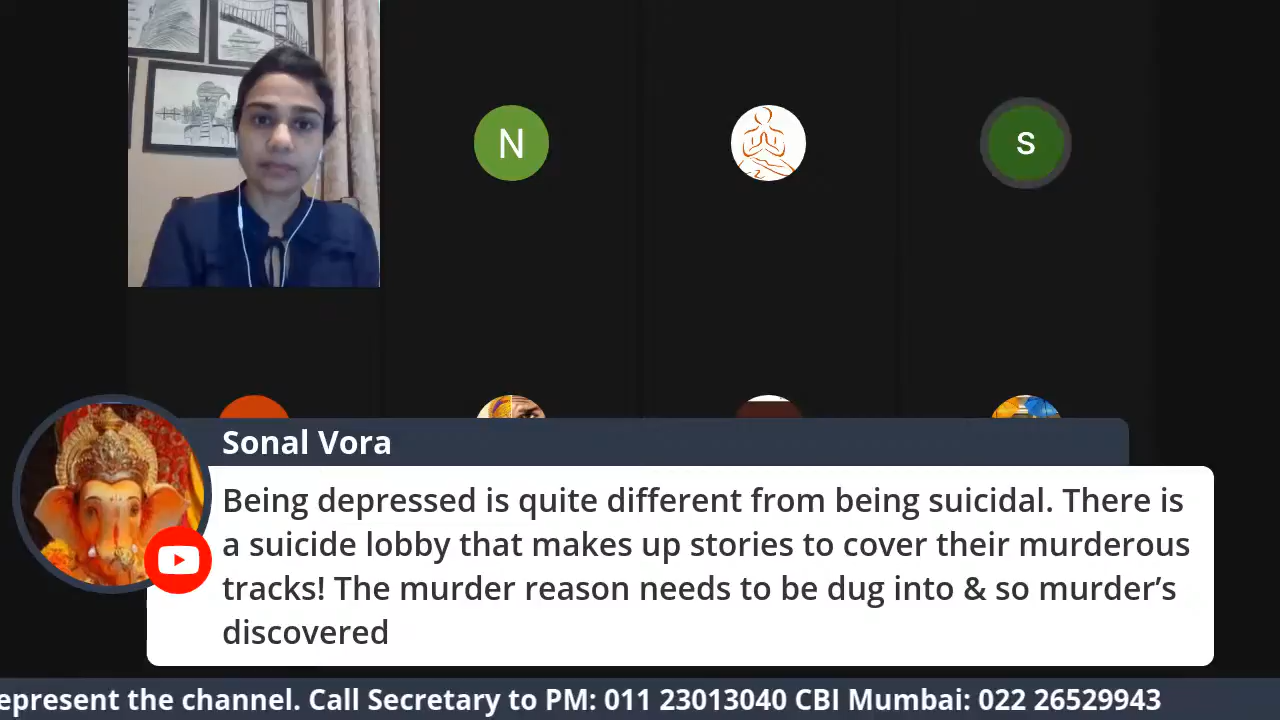 N
S
Sonal Vora
Being depressed is quite different from being suicidal. There is
a suicide lobby that makes up stories to cover their murderous
tracks! The murder reason needs to be dug into & so murder’s
discovered
epresent the channel. Call Secretary to PM: 011 23013040 CBI Mumbai: 022 26529943